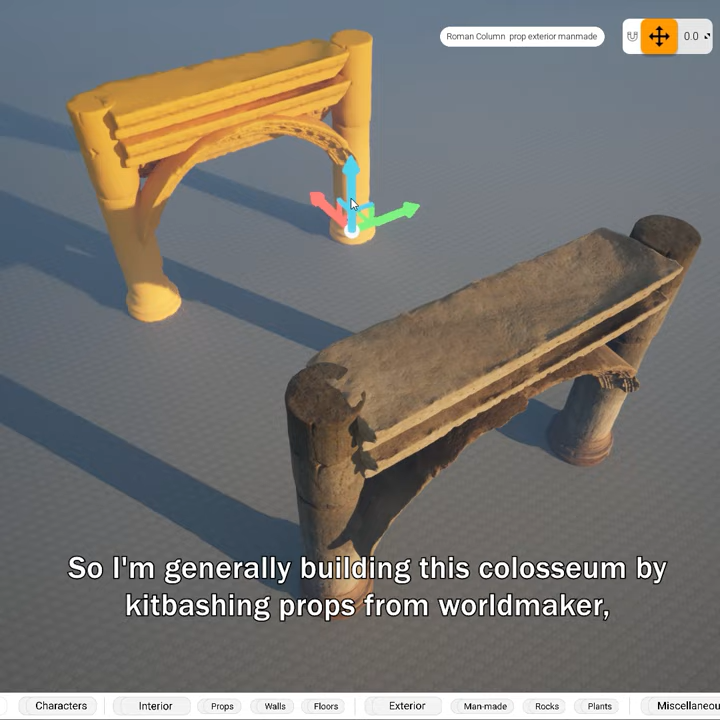 Roman Column prop exterior manmade
0.0
So I'm generally building this colosseum by
kitbashing props from worldmaker,
Characters Interior Props Walls Floors Exterior Man-made Rocks Plants Miscellaneou